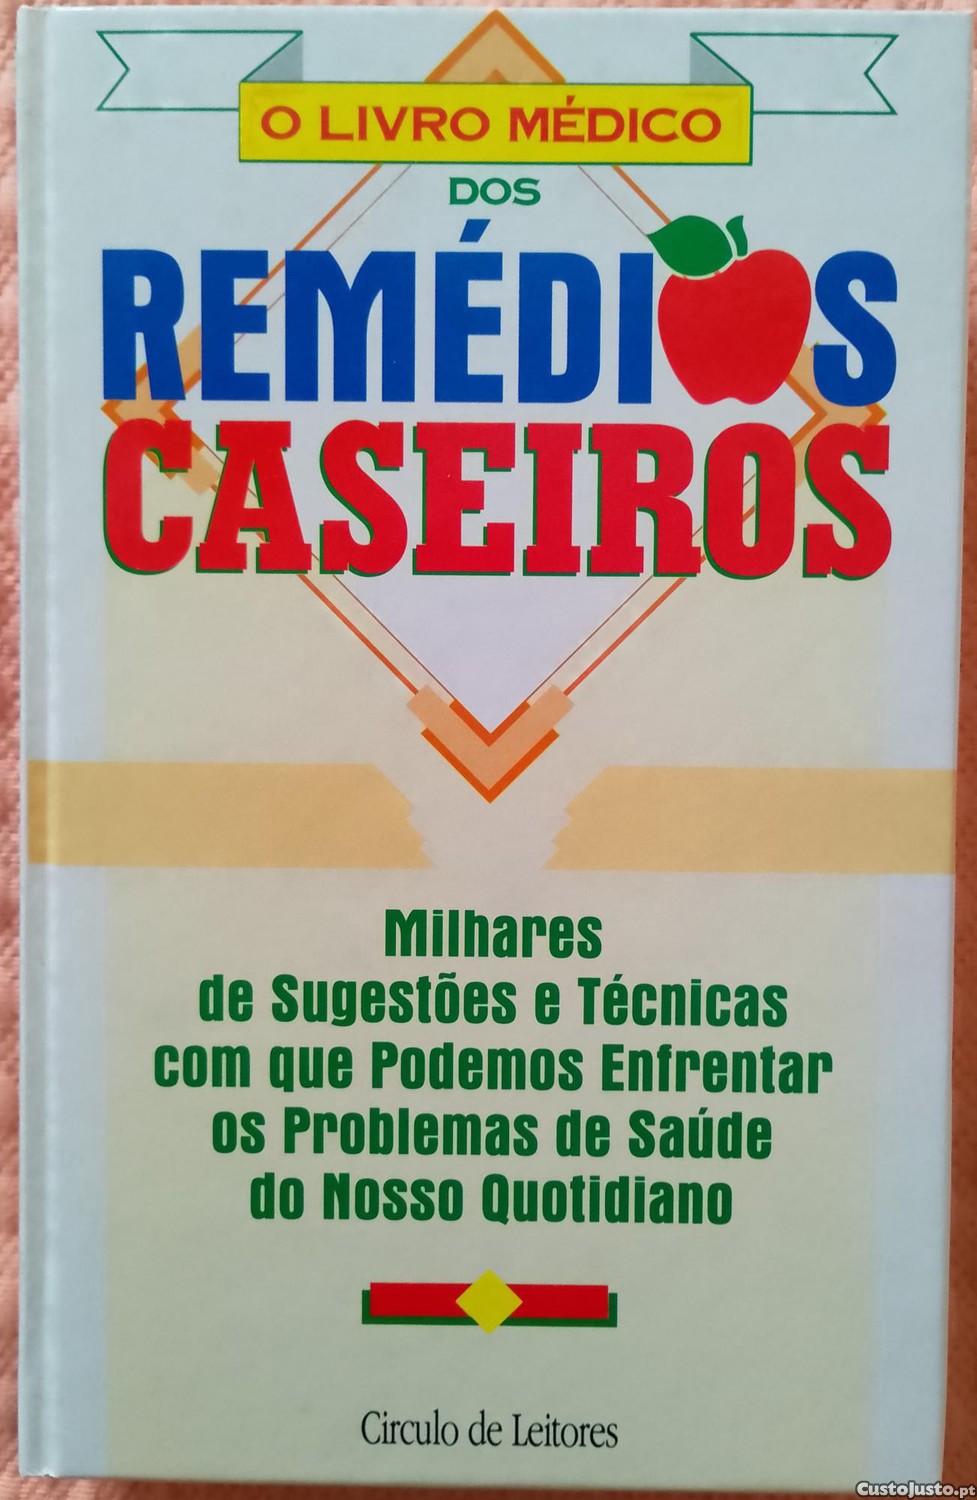 O LIVRO MÉDICO
DOS
REMÉDIOS
CASEIROS
Milhares
de Sugestões e Técnicas
com que Podemos Enfrentar
os Problemas de Saúde
do Nosso Quotidiano
Circulo de Leitores
CustoJusto.pt